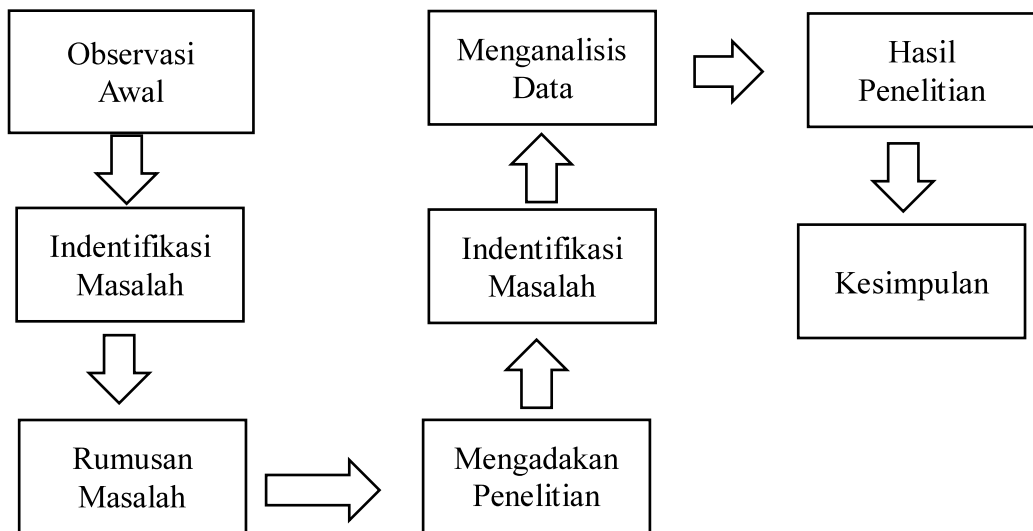 Observasi
Awal
Indentifikasi
Masalah
Rumusan
Masalah
Mengadakan
Penelitian
Indentifikasi
Masalah
Menganalisis
Data
Hasil
Penelitian
Kesimpulan